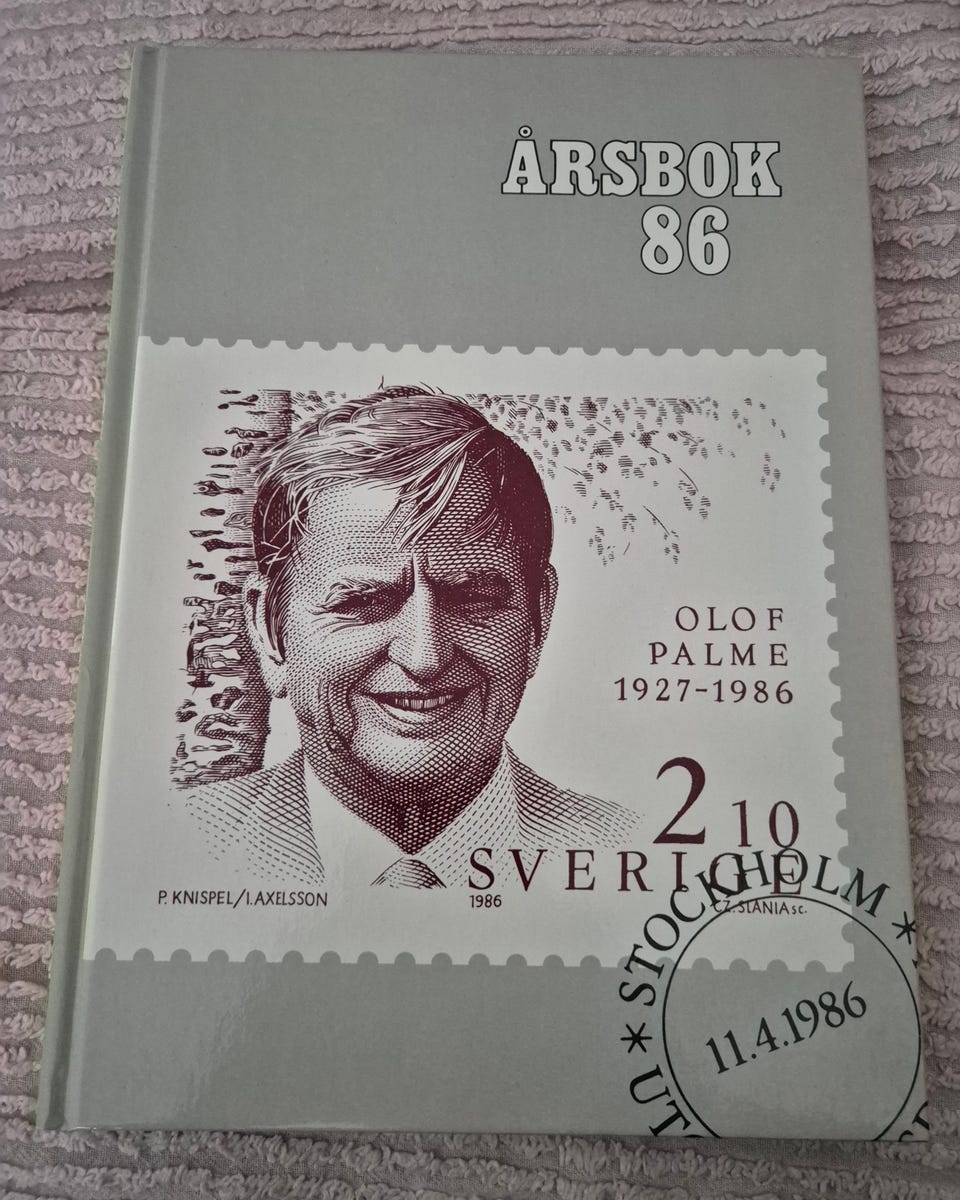 ÅRSBOK
86
OLOF
PALME
1927-1986
2 10
SVERIGE
P. KNISPEL/I. AXELSSON
1986
CZ. SLANIA sc.
* STOCKHOLM *
11.4.1986